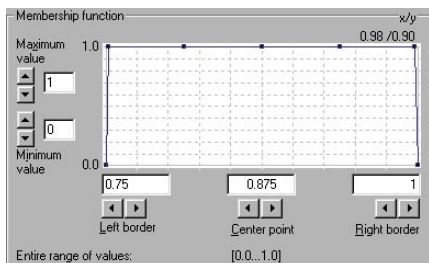 Membership function x/y
0.98 /0.90
Maximum value 1.0
1
0
Minimum value 0.0
0.75 0.875 1
Left border Center point Right border
Entire range of values: [0.0...1.0]